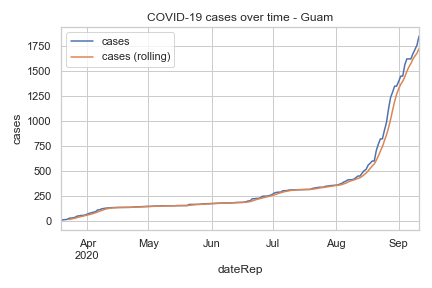 COVID-19 cases over time - Guam
cases
cases (rolling)
1750
1500
1250
1000
750
500
250
0
cases
Apr
2020
May
Jun
Jul
Aug
Sep
dateRep